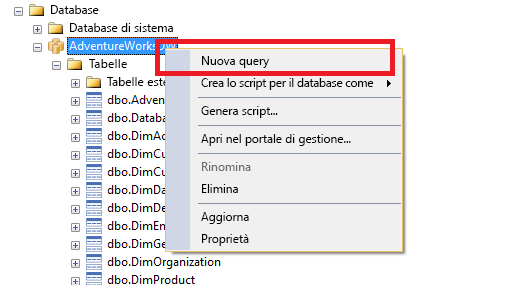 Database
Database di sistema
AdventureWorksDW
Nuova query
Tabelle
Tabelle este
Crea lo script per il database come
dbo.Adven
dbo.Databa
Genera script...
dbo.DimAc
Apri nel portale di gestione...
dbo.DimCu
dbo.DimCu
Rinomina
dbo.DimDa
Elimina
dbo.DimDe
dbo.DimEm
Aggiorna
dbo.DimGe
Proprietà
dbo.DimOrganization
dbo.DimProduct